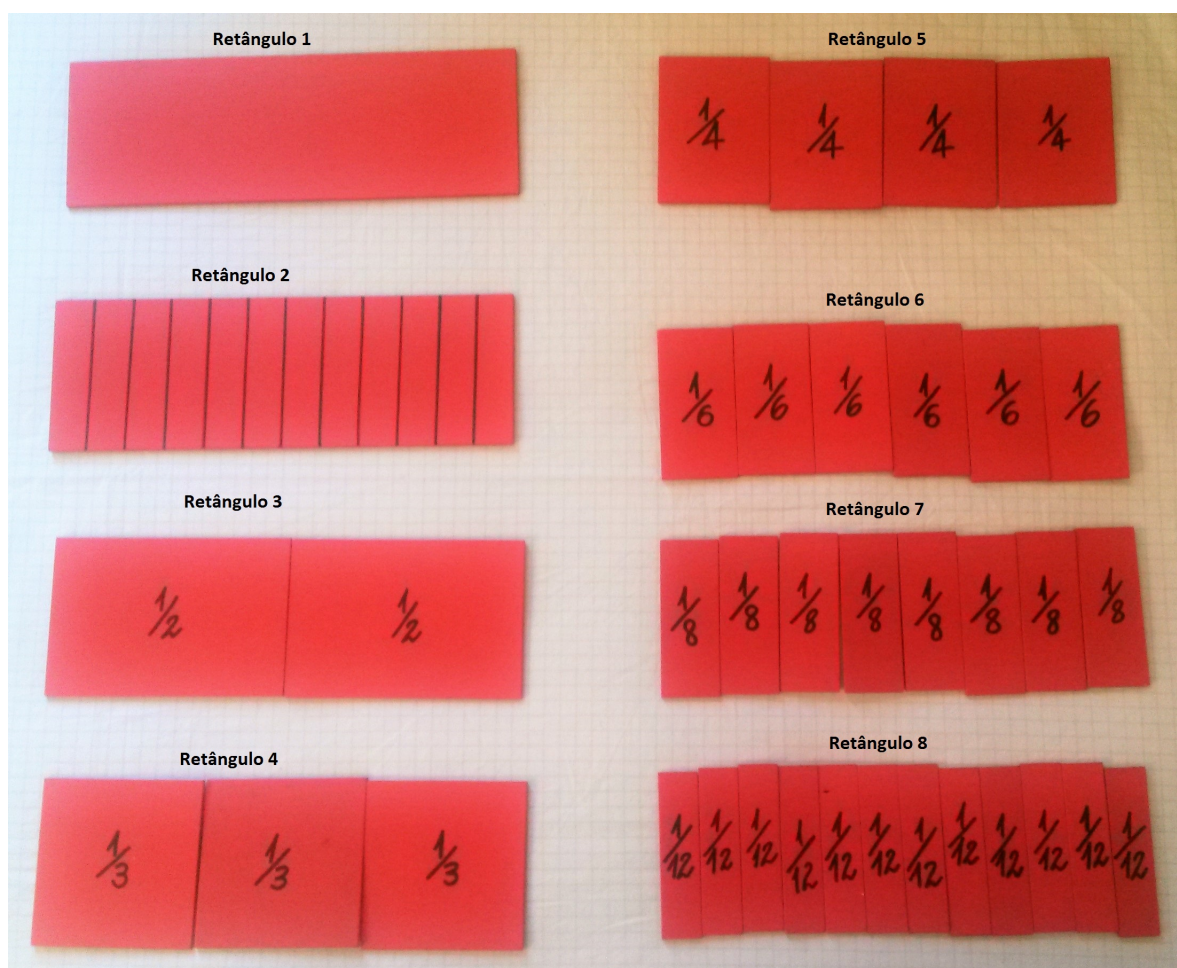 Retângulo 1
Retângulo 2
Retângulo 3
1/2 1/2
Retângulo 4
1/3 1/3 1/3
Retângulo 5
1/4 1/4 1/4 1/4
Retângulo 6
1/6 1/6 1/6 1/6 1/6 1/6
Retângulo 7
1/8 1/8 1/8 1/8 1/8 1/8 1/8 1/8
Retângulo 8
1/12 1/12 1/12 1/12 1/12 1/12 1/12 1/12 1/12 1/12 1/12 1/12